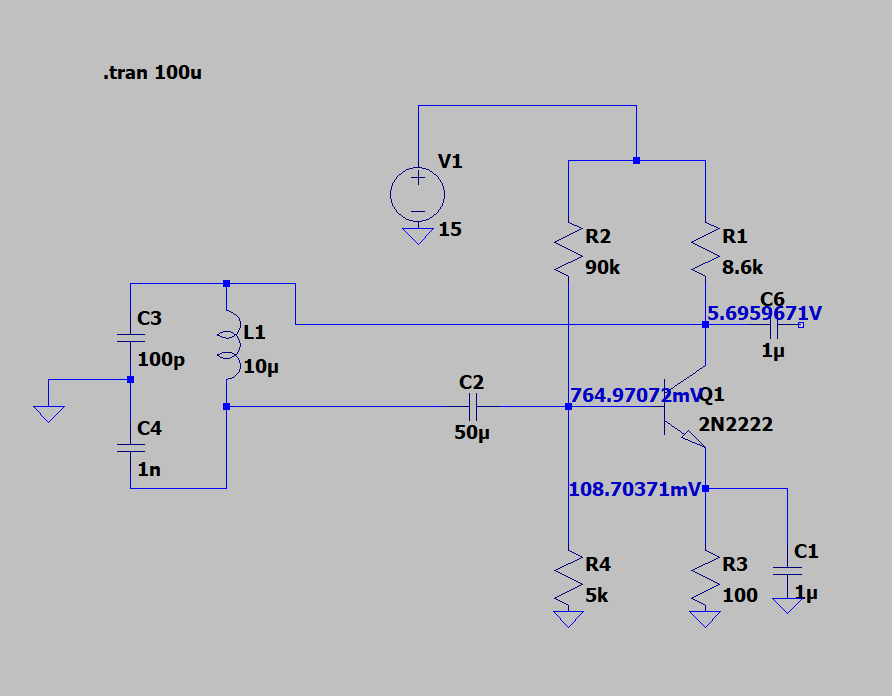 .tran 100u
V1
15
R2
90k
R1
8.6k
C6
5.6959671V
1µ
C3
100p
L1
10µ
C2
50µ
764.97072mV
Q1
2N2222
C4
1n
108.70371mV
R4
5k
R3
100
C1
1µ